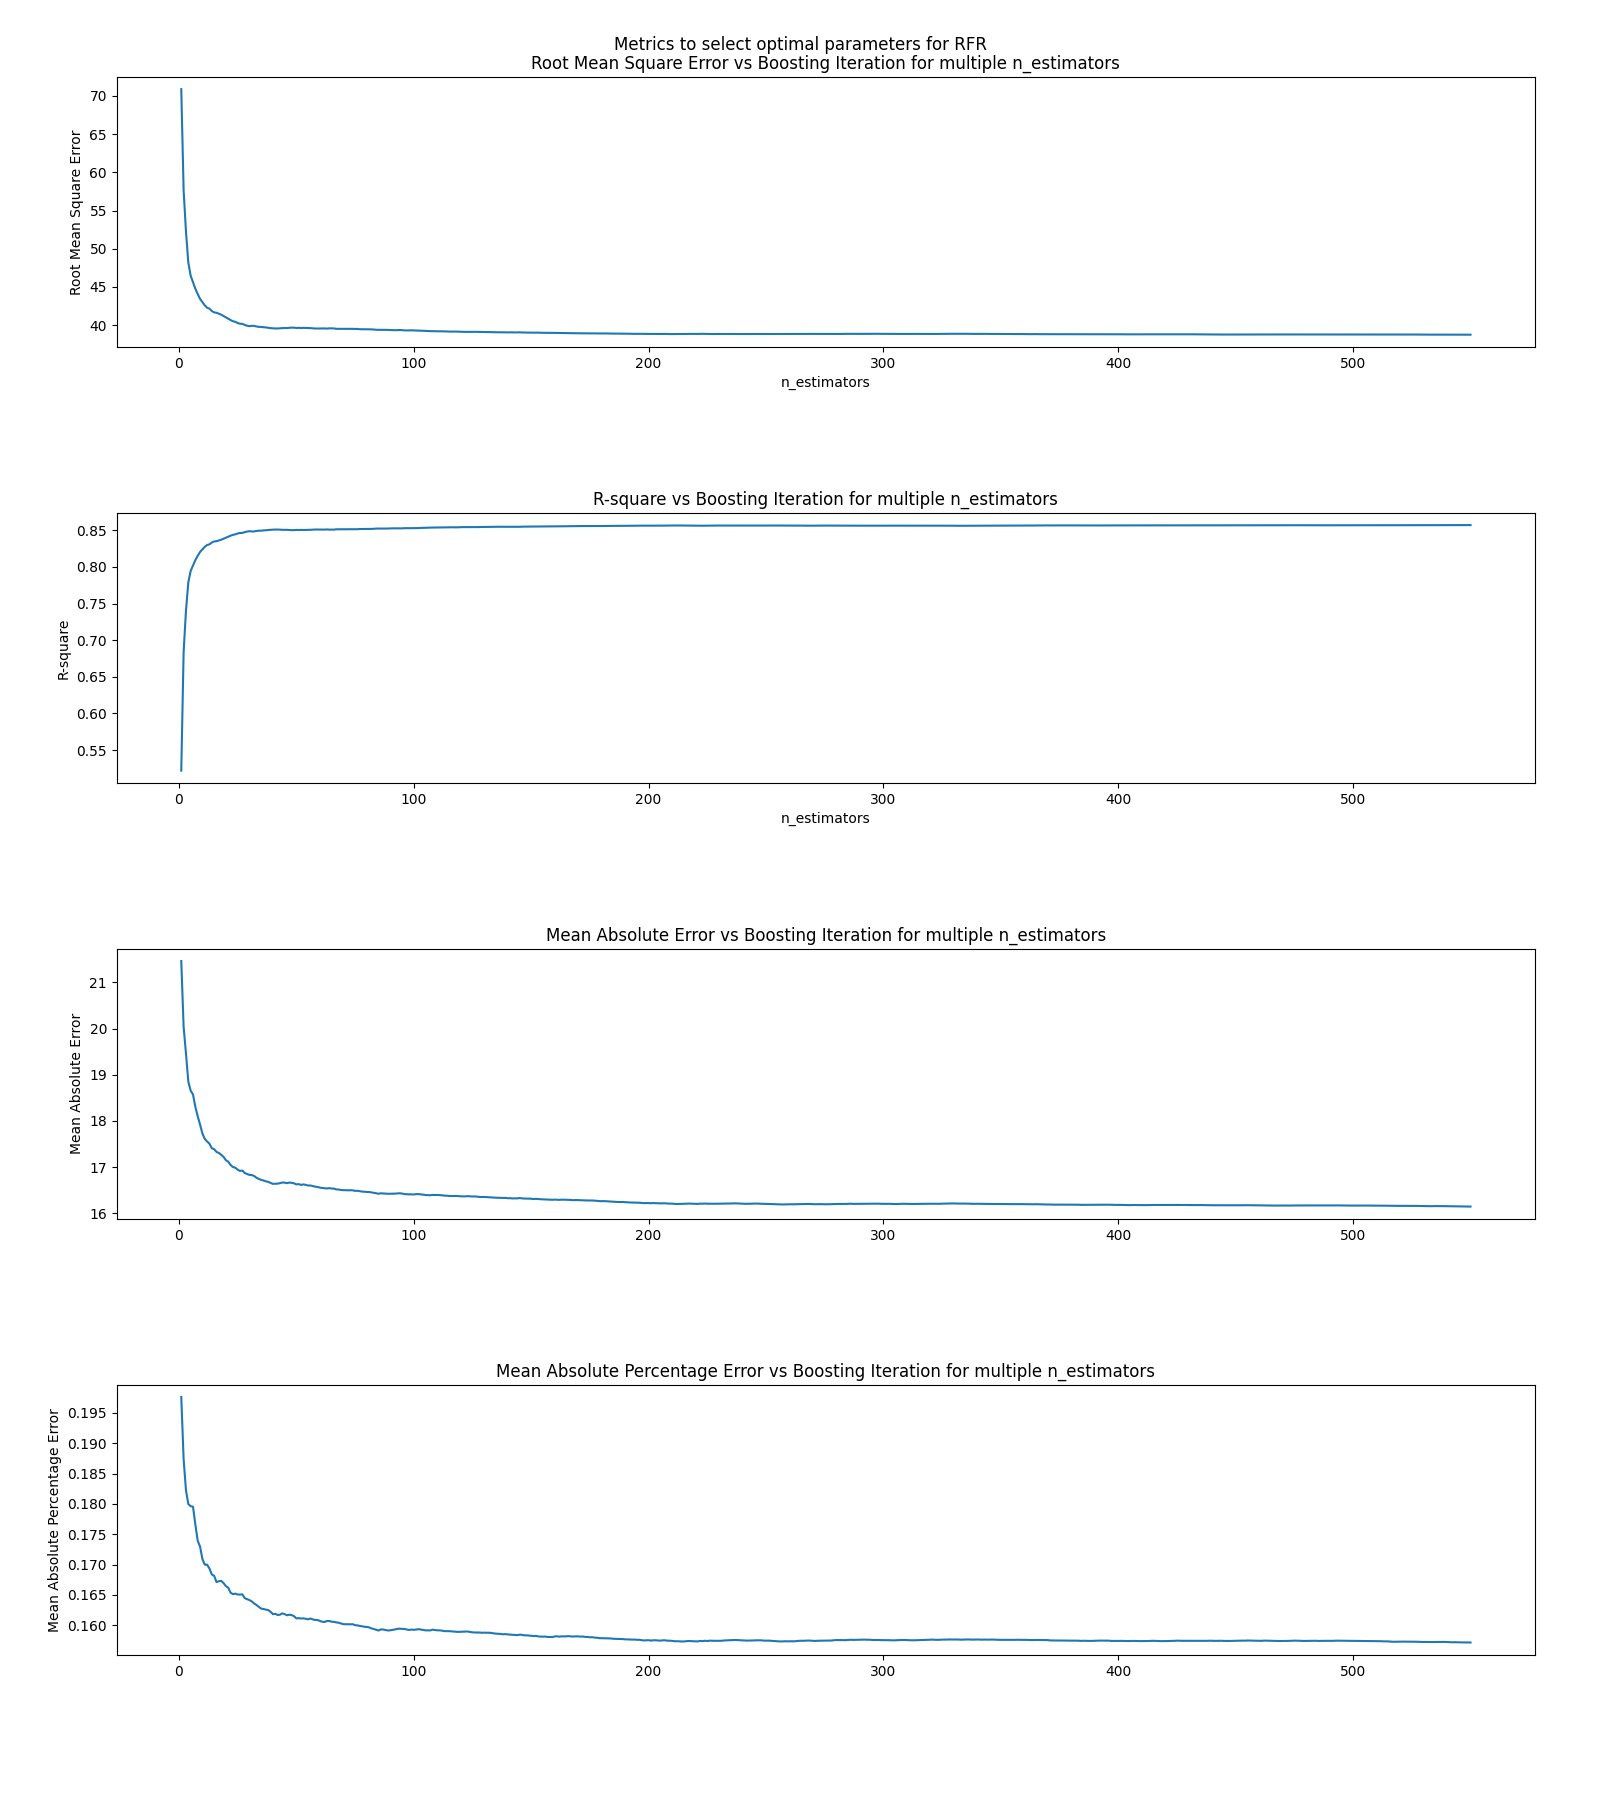 Metrics to select optimal parameters for RFR
Root Mean Square Error vs Boosting Iteration for multiple n_estimators
Root Mean Square Error
70
65
60
55
50
45
40
0 100 200 300 400 500
n_estimators
R-square vs Boosting Iteration for multiple n_estimators
R-square
0.85
0.80
0.75
0.70
0.65
0.60
0.55
0 100 200 300 400 500
n_estimators
Mean Absolute Error vs Boosting Iteration for multiple n_estimators
Mean Absolute Error
21
20
19
18
17
16
0 100 200 300 400 500
Mean Absolute Percentage Error vs Boosting Iteration for multiple n_estimators
Mean Absolute Percentage Error
0.195
0.190
0.185
0.180
0.175
0.170
0.165
0.160
0 100 200 300 400 500